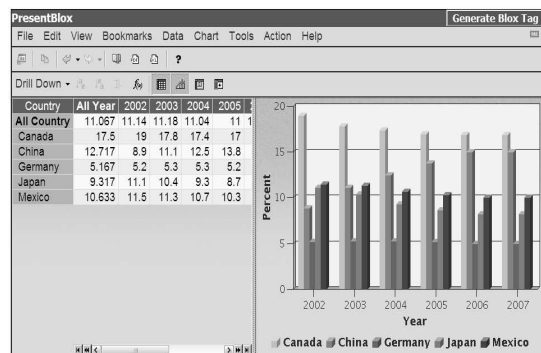 PresentBlox Generate Blox Tag
File Edit View Bookmarks Data Chart Tools Action Help
?
Drill Down
Country All Year 2002 2003 2004 2005
All Country 11.067 11.14 11.18 11.04 11 1
Canada 17.5 19 17.8 17.4 17
China 12.717 8.9 11.1 12.5 13.8
Germany 5.167 5.2 5.3 5.3 5.2
Japan 9.317 11.1 10.4 9.3 8.7
Mexico 10.633 11.5 11.3 10.7 10.3
20
15
10
5
0
Percent
2002 2003 2004 2005 2006 2007
Year
Canada China Germany Japan Mexico